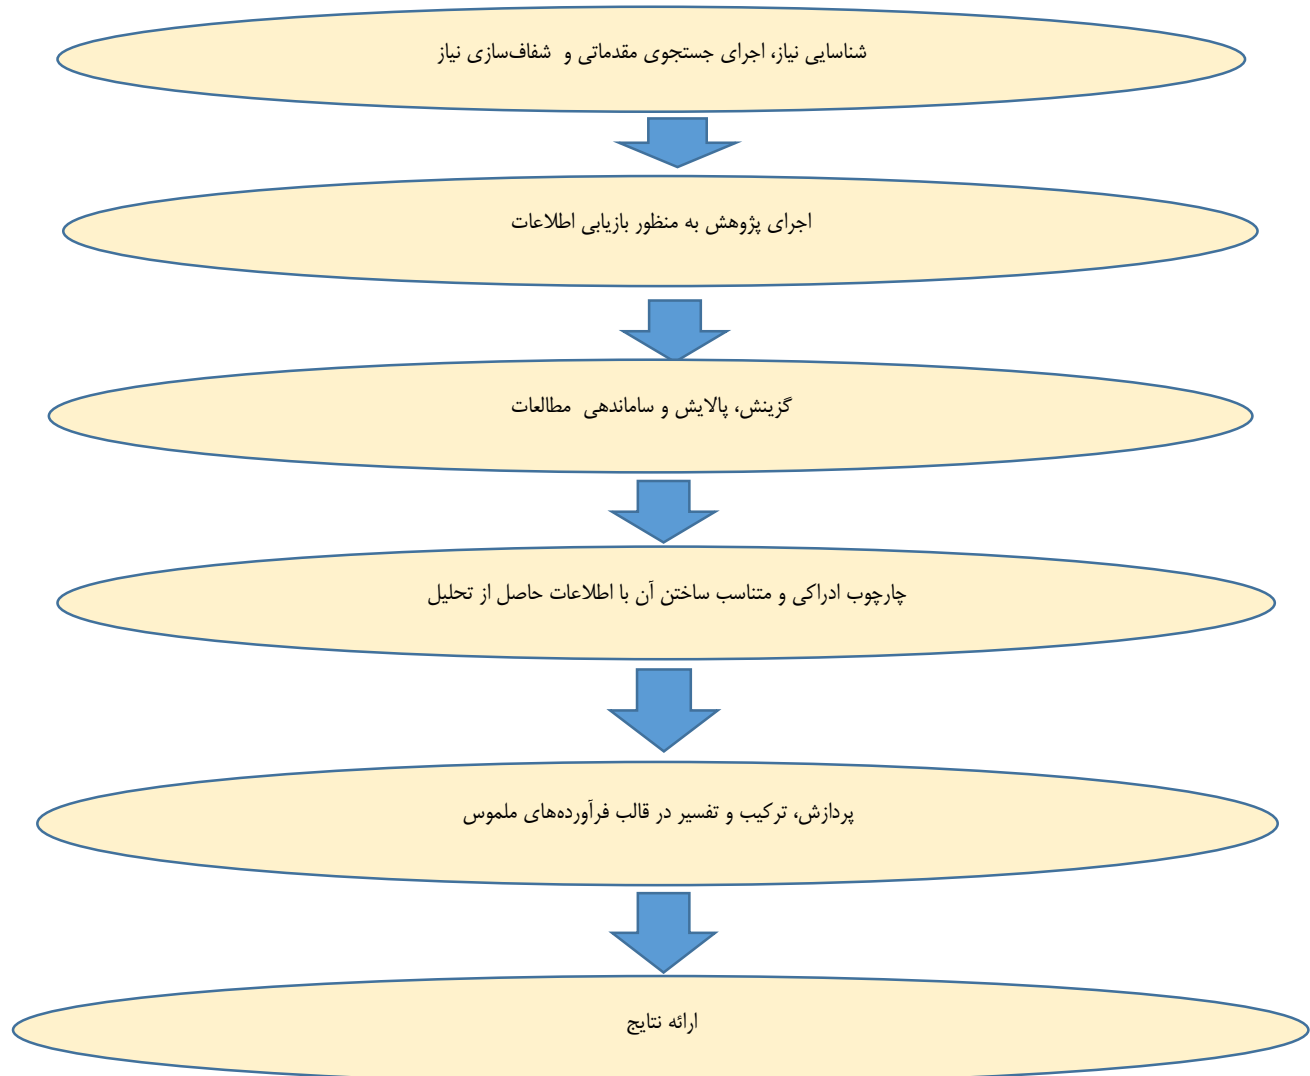 شناسایی نیاز، اجرای جستجوی مقدماتی و شفاف‌سازی نیاز
اجرای پژوهش به منظور بازیابی اطلاعات
گزینش، پالایش و ساماندهی مطالعات
چارچوب ادراکی و متناسب ساختن آن با اطلاعات حاصل از تحلیل
پردازش، ترکیب و تفسیر در قالب فرآورده‌های ملموس
ارائه نتایج